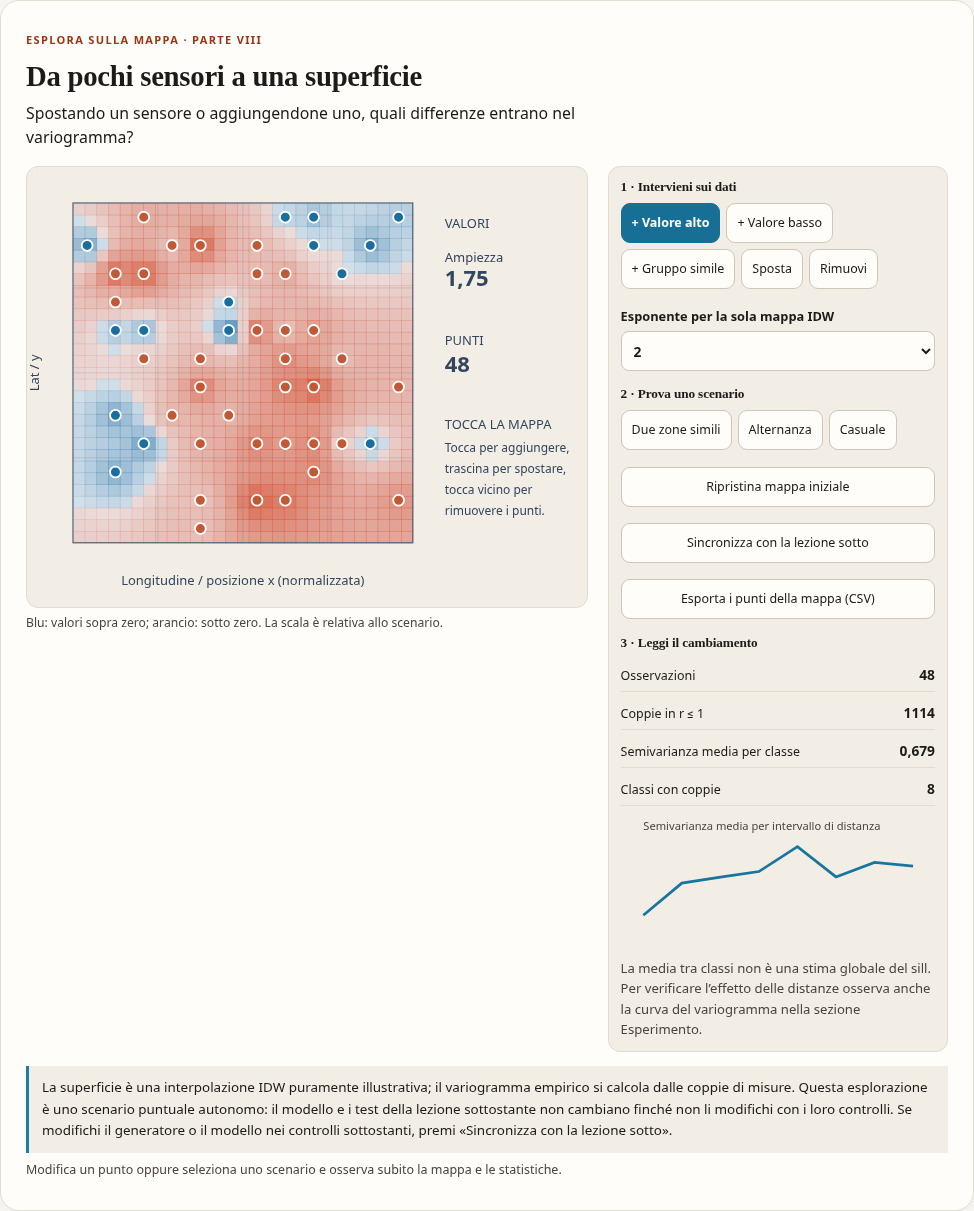 ESPLORA SULLA MAPPA · PARTE VIII
Da pochi sensori a una superficie
Spostando un sensore o aggiungendone uno, quali differenze entrano nel
variogramma?
Lat / y
VALORI
Ampiezza
1,75
PUNTI
48
TOCCA LA MAPPA
Tocca per aggiungere,
trascina per spostare,
tocca vicino per
rimuovere i punti.
Longitudine / posizione x (normalizzata)
Blu: valori sopra zero; arancio: sotto zero. La scala è relativa allo scenario.
1 · Intervieni sui dati
+ Valore alto
+ Valore basso
+ Gruppo simile
Sposta
Rimuovi
Esponente per la sola mappa IDW
2
2 · Prova uno scenario
Due zone simili
Alternanza
Casuale
Ripristina mappa iniziale
Sincronizza con la lezione sotto
Esporta i punti della mappa (CSV)
3 · Leggi il cambiamento
Osservazioni 48
Coppie in r ≤ 1 1114
Semivarianza media per classe 0,679
Classi con coppie 8
Semivarianza media per intervallo di distanza
La media tra classi non è una stima globale del sill.
Per verificare l’effetto delle distanze osserva anche
la curva del variogramma nella sezione
Esperimento.
La superficie è una interpolazione IDW puramente illustrativa; il variogramma empirico si calcola dalle coppie di misure. Questa esplorazione
è uno scenario puntuale autonomo: il modello e i test della lezione sottostante non cambiano finché non li modifichi con i loro controlli. Se
modifichi il generatore o il modello nei controlli sottostanti, premi «Sincronizza con la lezione sotto».
Modifica un punto oppure seleziona uno scenario e osserva subito la mappa e le statistiche.